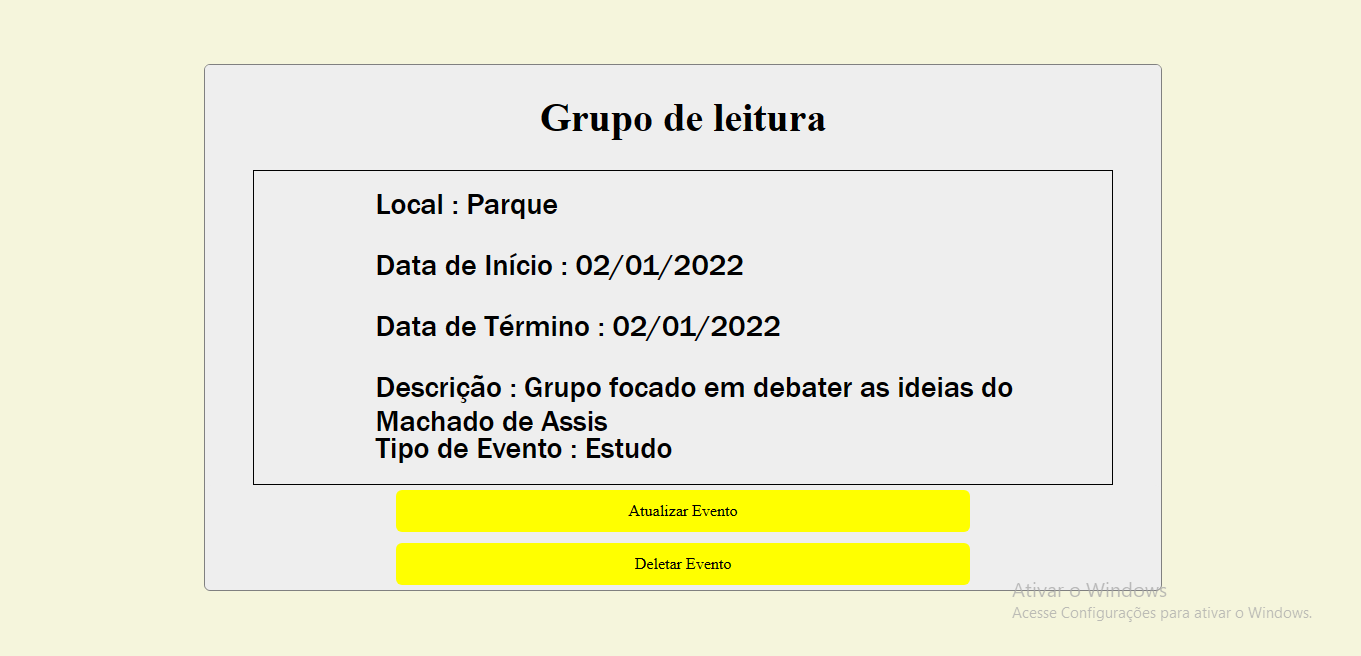 Grupo de leitura
Local : Parque
Data de Início : 02/01/2022
Data de Término : 02/01/2022
Descrição : Grupo focado em debater as ideias do
Machado de Assis
Tipo de Evento : Estudo
Atualizar Evento
Deletar Evento
Ativar o Windows
Acesse Configurações para ativar o Windows.